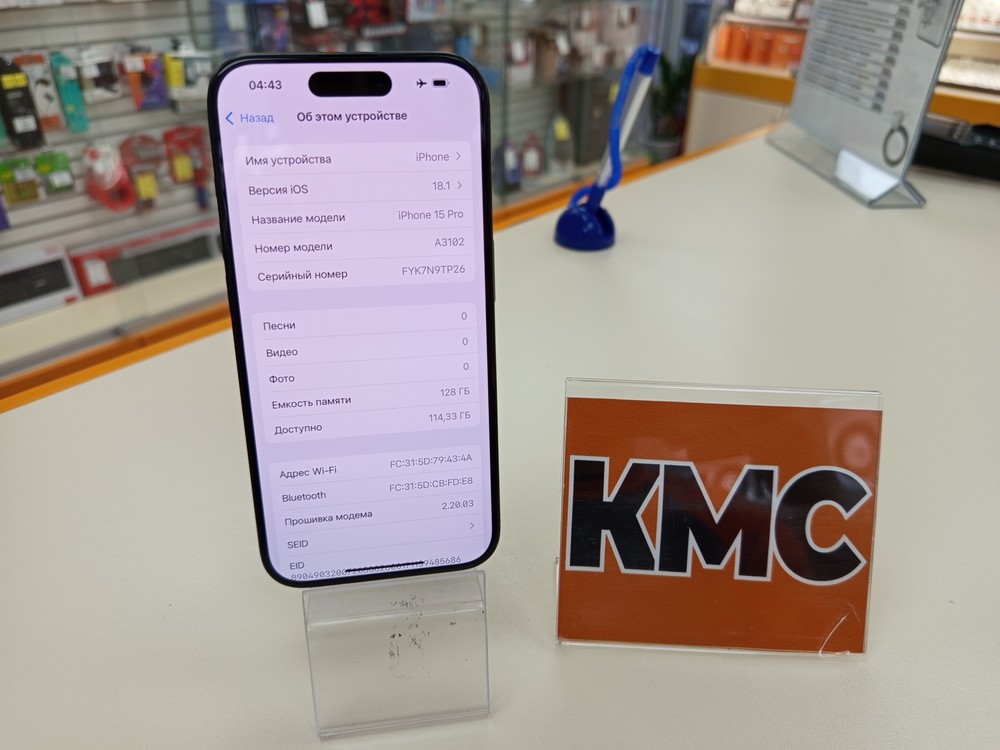 04:43
Назад
Об этом устройстве
Имя устройства iPhone
Версия iOS 18.1
Название модели iPhone 15 Pro
Номер модели A3102
Серийный номер FYK7N9TP26
Песни 0
Видео 0
Фото 0
Емкость памяти 128 ГБ
Доступно 114,33 ГБ
Адрес Wi-Fi FC:31:5D:79:43:4A
Bluetooth FC:31:5D:CB:FD:E8
Прошивка модема 2.20.03
SEID
EID
KMC